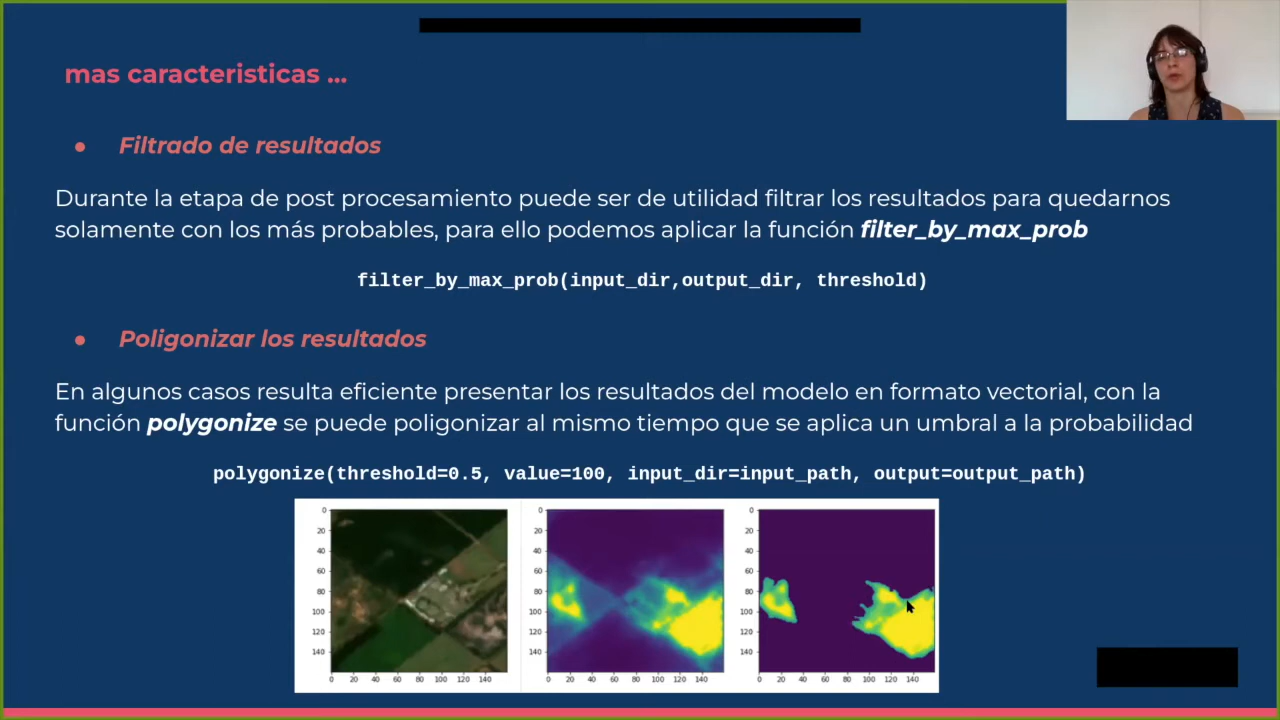 mas caracteristicas ...
● Filtrado de resultados
Durante la etapa de post procesamiento puede ser de utilidad filtrar los resultados para quedarnos
solamente con los más probables, para ello podemos aplicar la función filter_by_max_prob
filter_by_max_prob(input_dir,output_dir, threshold)
● Poligonizar los resultados
En algunos casos resulta eficiente presentar los resultados del modelo en formato vectorial, con la
función polygonize se puede poligonizar al mismo tiempo que se aplica un umbral a la probabilidad
polygonize(threshold=0.5, value=100, input_dir=input_path, output=output_path)
0 0 0
20 20 20
40 40 40
60 60 60
80 80 80
100 100 100
120 120 120
140 140 140
0 20 40 60 80 100 120 140 0 20 40 60 80 100 120 140 0 20 40 60 80 100 120 140